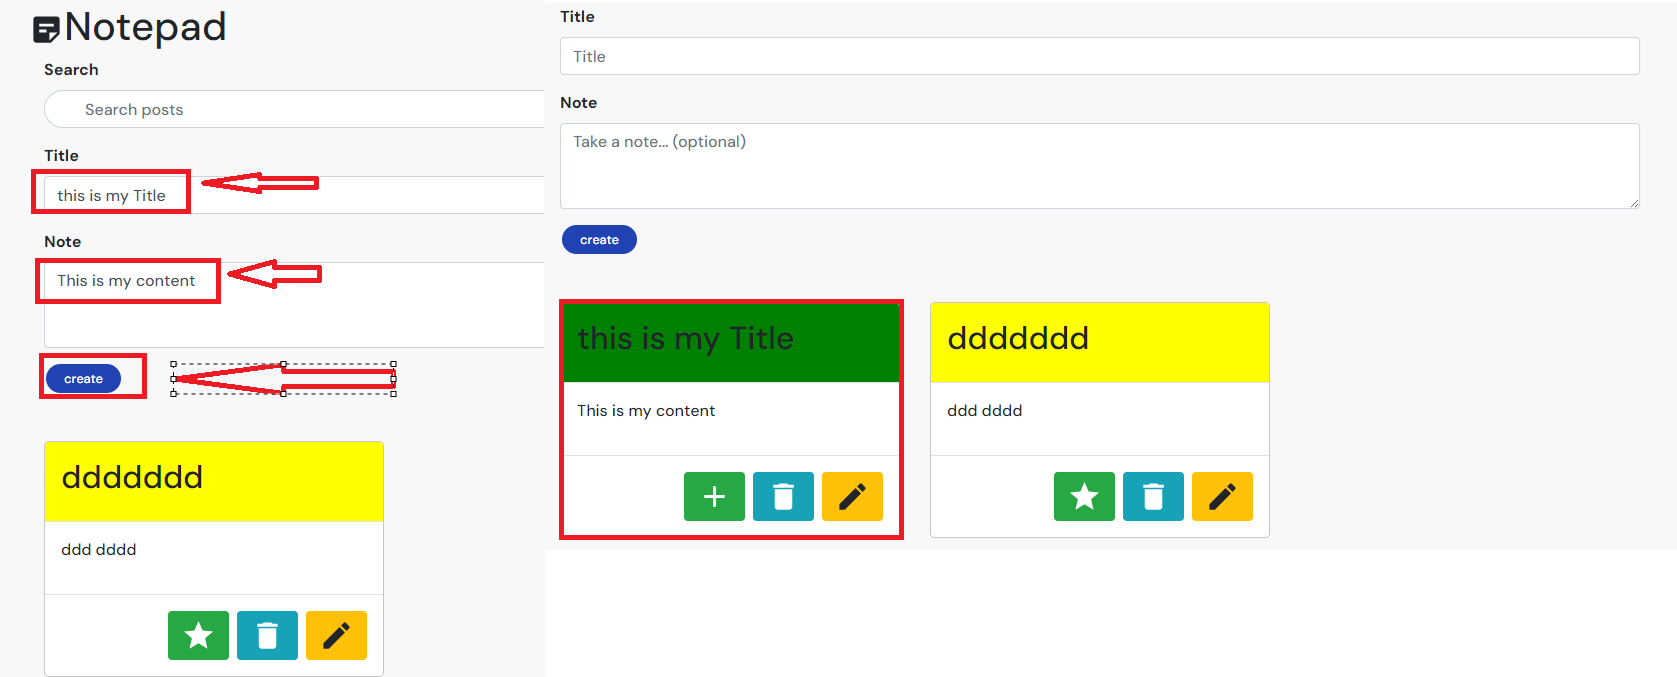 Notepad
Search
Search posts
Title
this is my Title
Note
This is my content
create
ddddddd
ddd dddd
Title
Title
Note
Take a note... (optional)
create
this is my Title
This is my content
ddddddd
ddd dddd